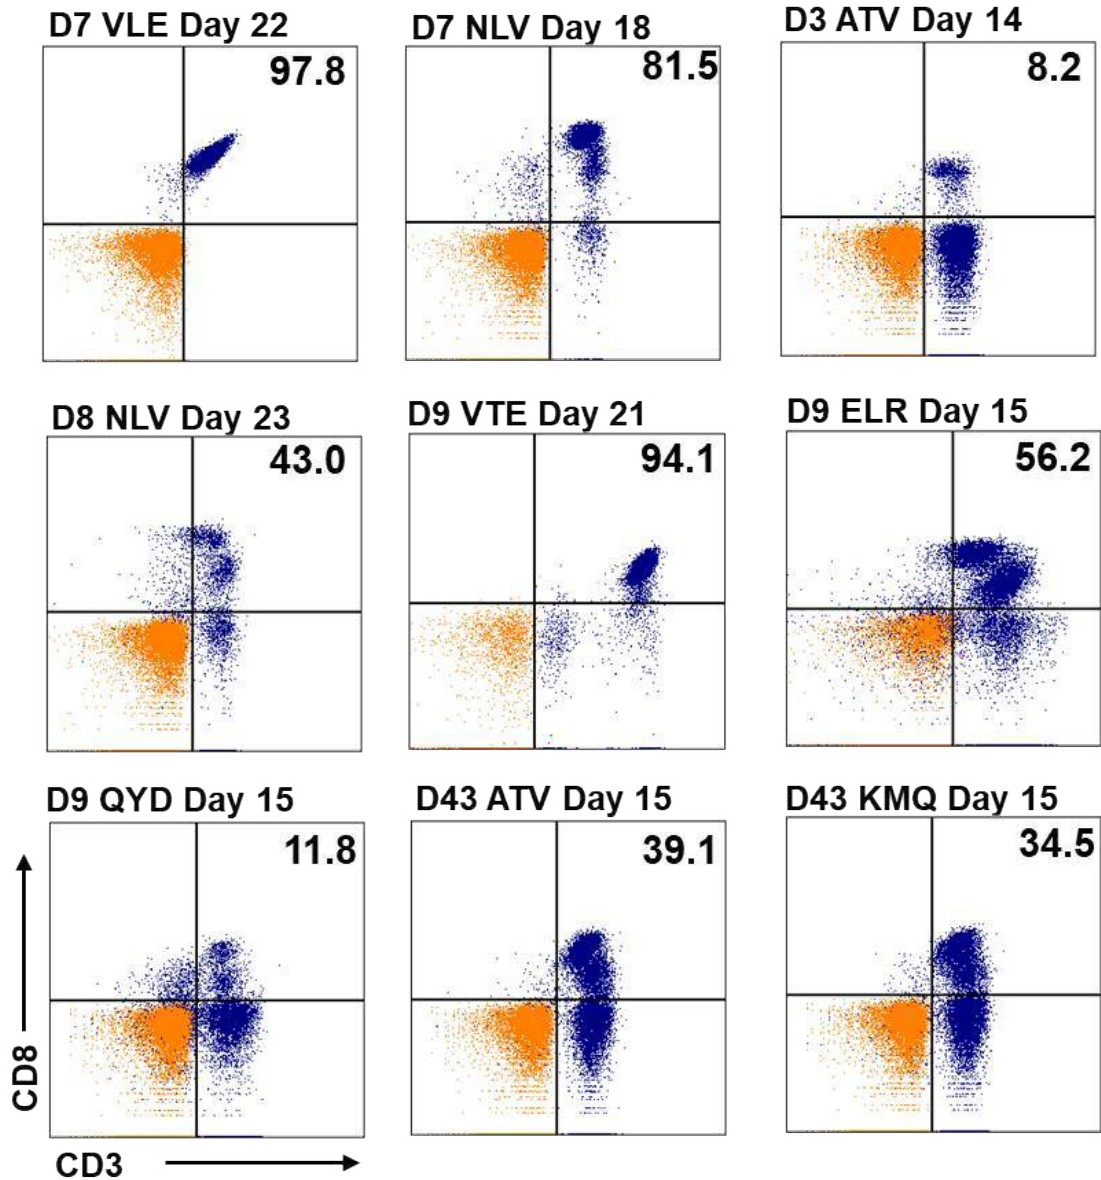 D7 VLE Day 22
97.8
D7 NLV Day 18
81.5
D3 ATV Day 14
8.2
D8 NLV Day 23
43.0
D9 VTE Day 21
94.1
D9 ELR Day 15
56.2
D9 QYD Day 15
11.8
D43 ATV Day 15
39.1
D43 KMQ Day 15
34.5
CD8
CD3